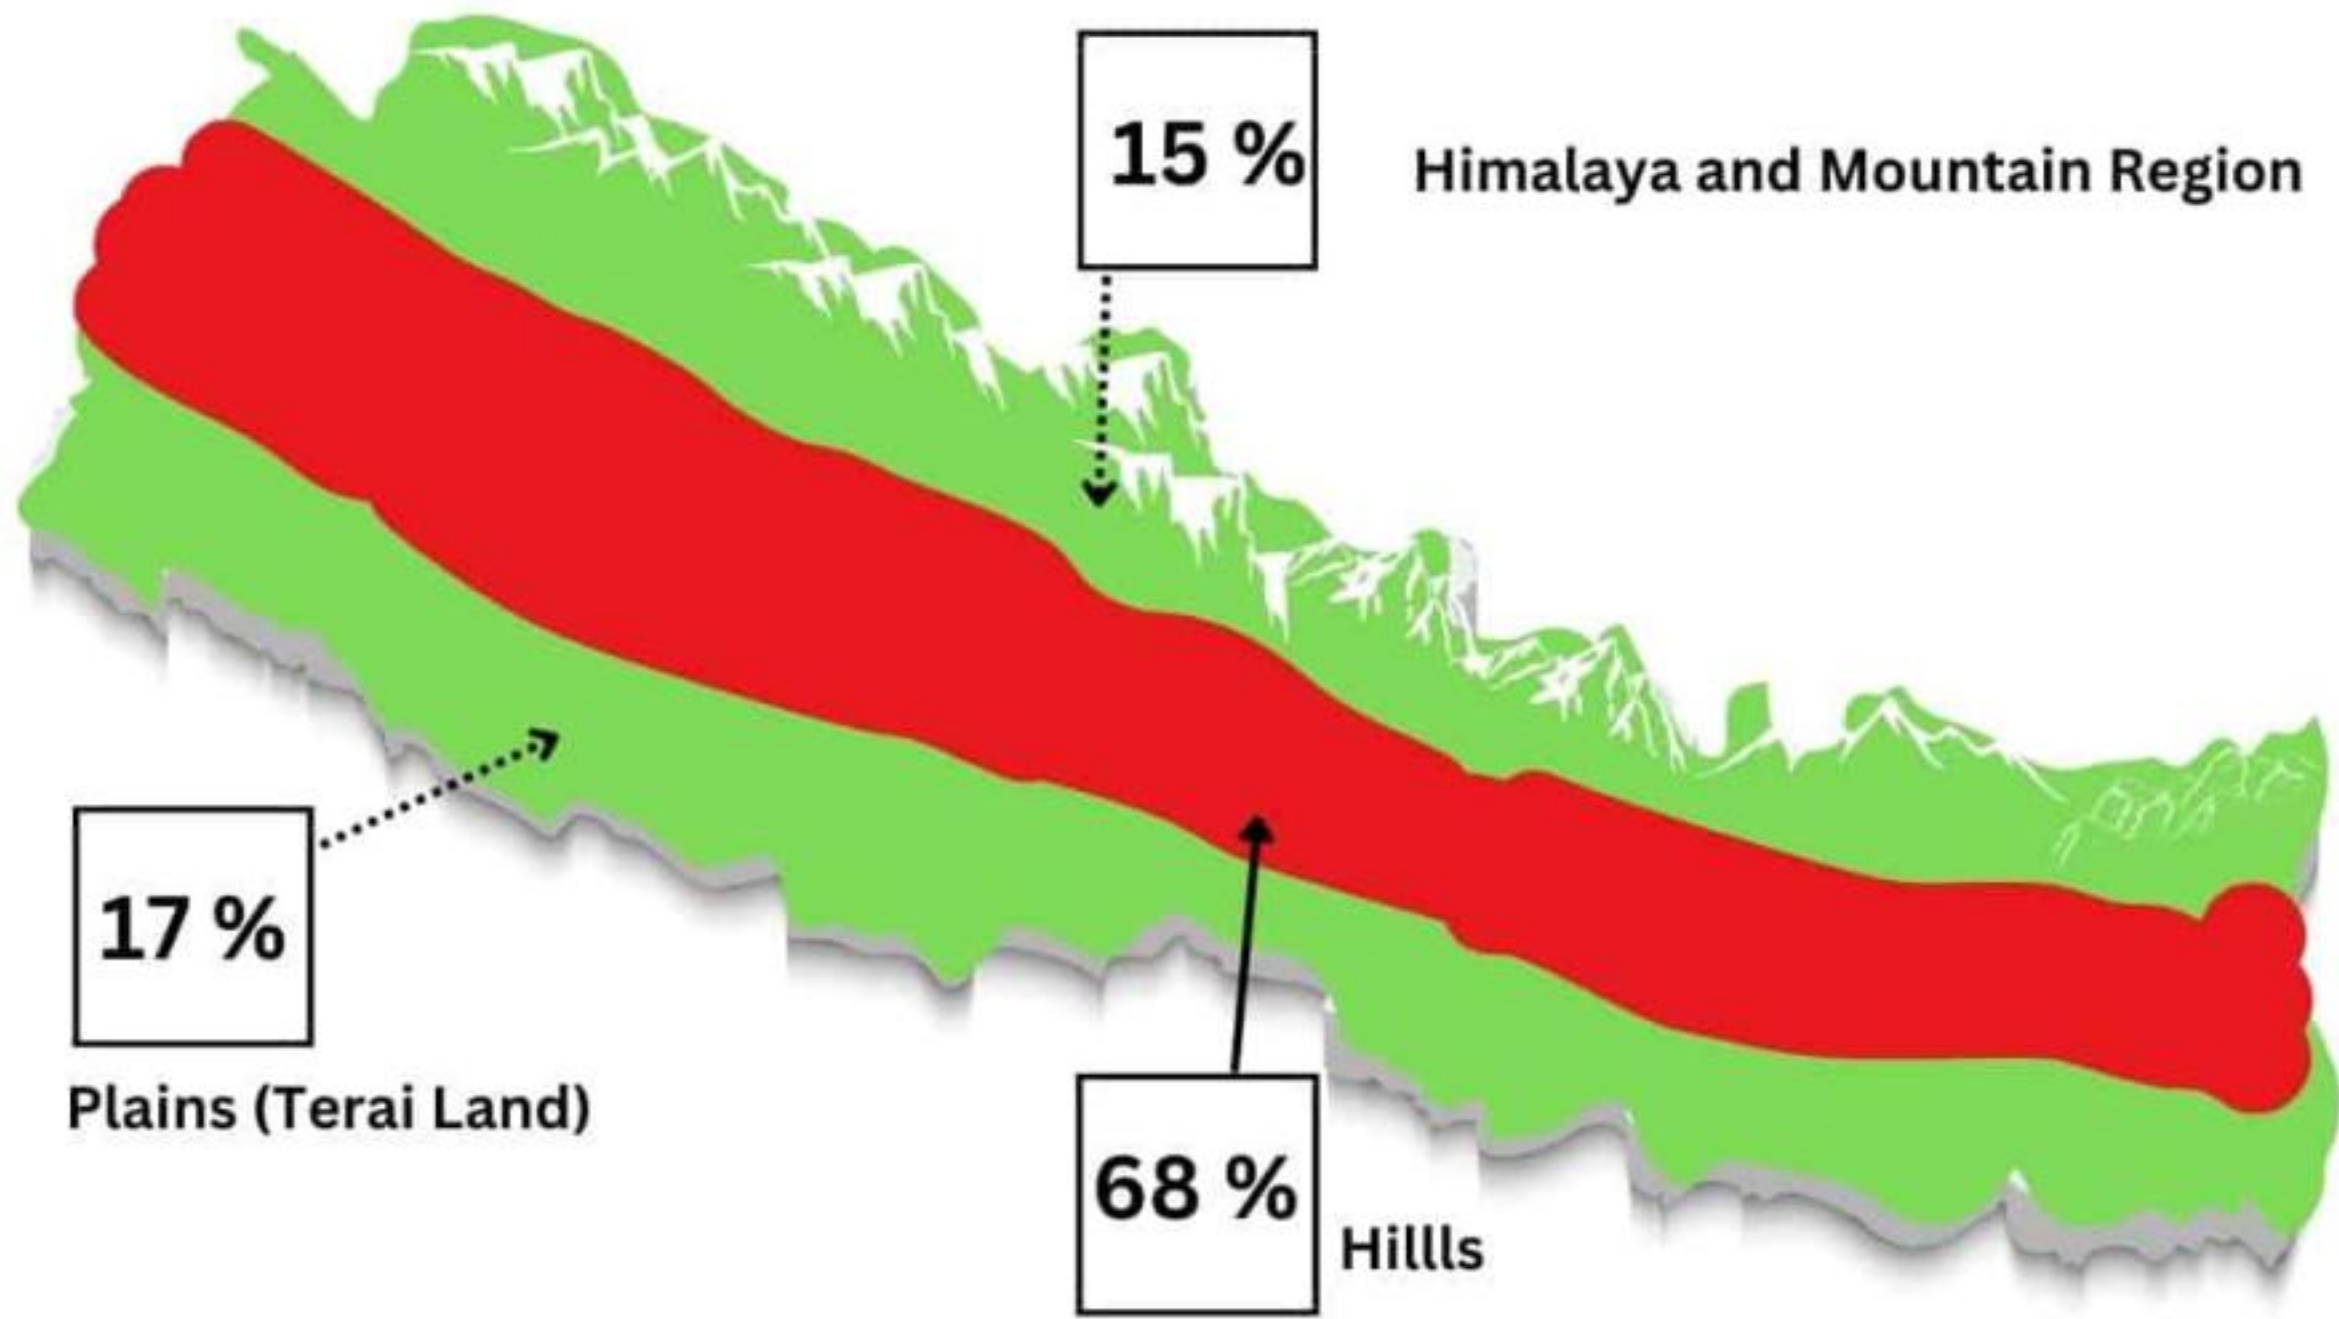 15 %
Himalaya and Mountain Region
17 %
Plains (Terai Land)
68 %
Hillls